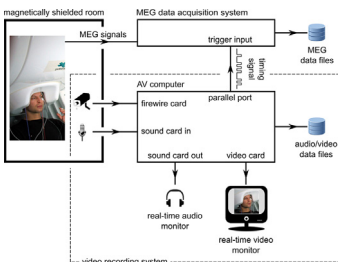 magnetically shielded room
MEG data acquisition system
MEG signals
trigger input
MEG
data files
timing
signal
AV computer
parallel port
firewire card
sound card in
audio/video
data files
sound card out
video card
real-time audio
monitor
real-time video
monitor
video recording system